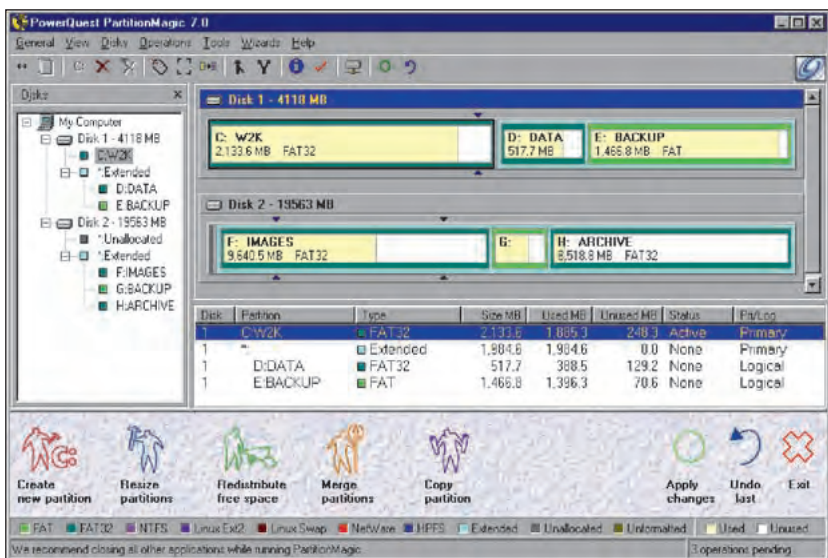 PowerQuest PartitionMagic 7.0
General View Disks Operations Tools Wizards Help
Disks
My Computer
Disk 1 - 4118 MB
C:W2K
*:Extended
D:DATA
E:BACKUP
Disk 2 - 19563 MB
*:Unallocated
*:Extended
F:IMAGES
G:BACKUP
H:ARCHIVE
Disk 1 - 4118 MB
C: W2K
2,133.6 MB FAT32
D: DATA
517.7 MB
E: BACKUP
1,466.8 MB FAT
Disk 2 - 19563 MB
F: IMAGES
9,640.5 MB FAT32
G:
H: ARCHIVE
8,518.8 MB FAT32
Disk Partition Type Size MB Used MB Unused MB Status Pri/Log
1 C:W2K FAT32 2,133.6 1,885.3 248.3 Active Primary
1 *: Extended 1,984.6 1,984.6 0.0 None Primary
1 D:DATA FAT32 517.7 388.5 129.2 None Logical
1 E:BACKUP FAT 1,466.8 1,396.3 70.6 None Logical
C:
Create new partition
Resize partitions
Redistribute free space
Merge partitions
Copy partition
Apply changes
Undo last
Exit
FAT FAT32 NTFS Linux Ext2 Linux Swap NetWare HPFS Extended Unallocated Unformatted Used Unused
We recommend closing all other applications while running PartitionMagic.
3 operations pending